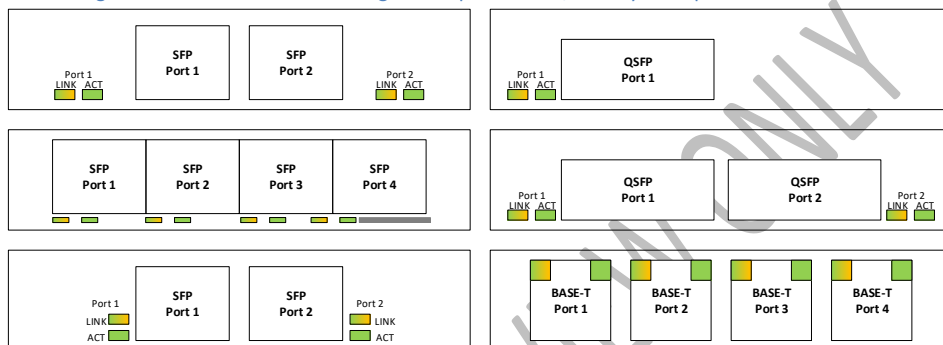 SFP
Port 1
SFP
Port 2
Port 1
LINK ACT
Port 2
LINK ACT
QSFP
Port 1
Port 1
LINK ACT
SFP
Port 1
SFP
Port 2
SFP
Port 3
SFP
Port 4
QSFP
Port 1
QSFP
Port 2
Port 1
LINK ACT
Port 2
LINK ACT
SFP
Port 1
SFP
Port 2
Port 1
LINK
ACT
Port 2
LINK
ACT
BASE-T
Port 1
BASE-T
Port 2
BASE-T
Port 3
BASE-T
Port 4
ONLY